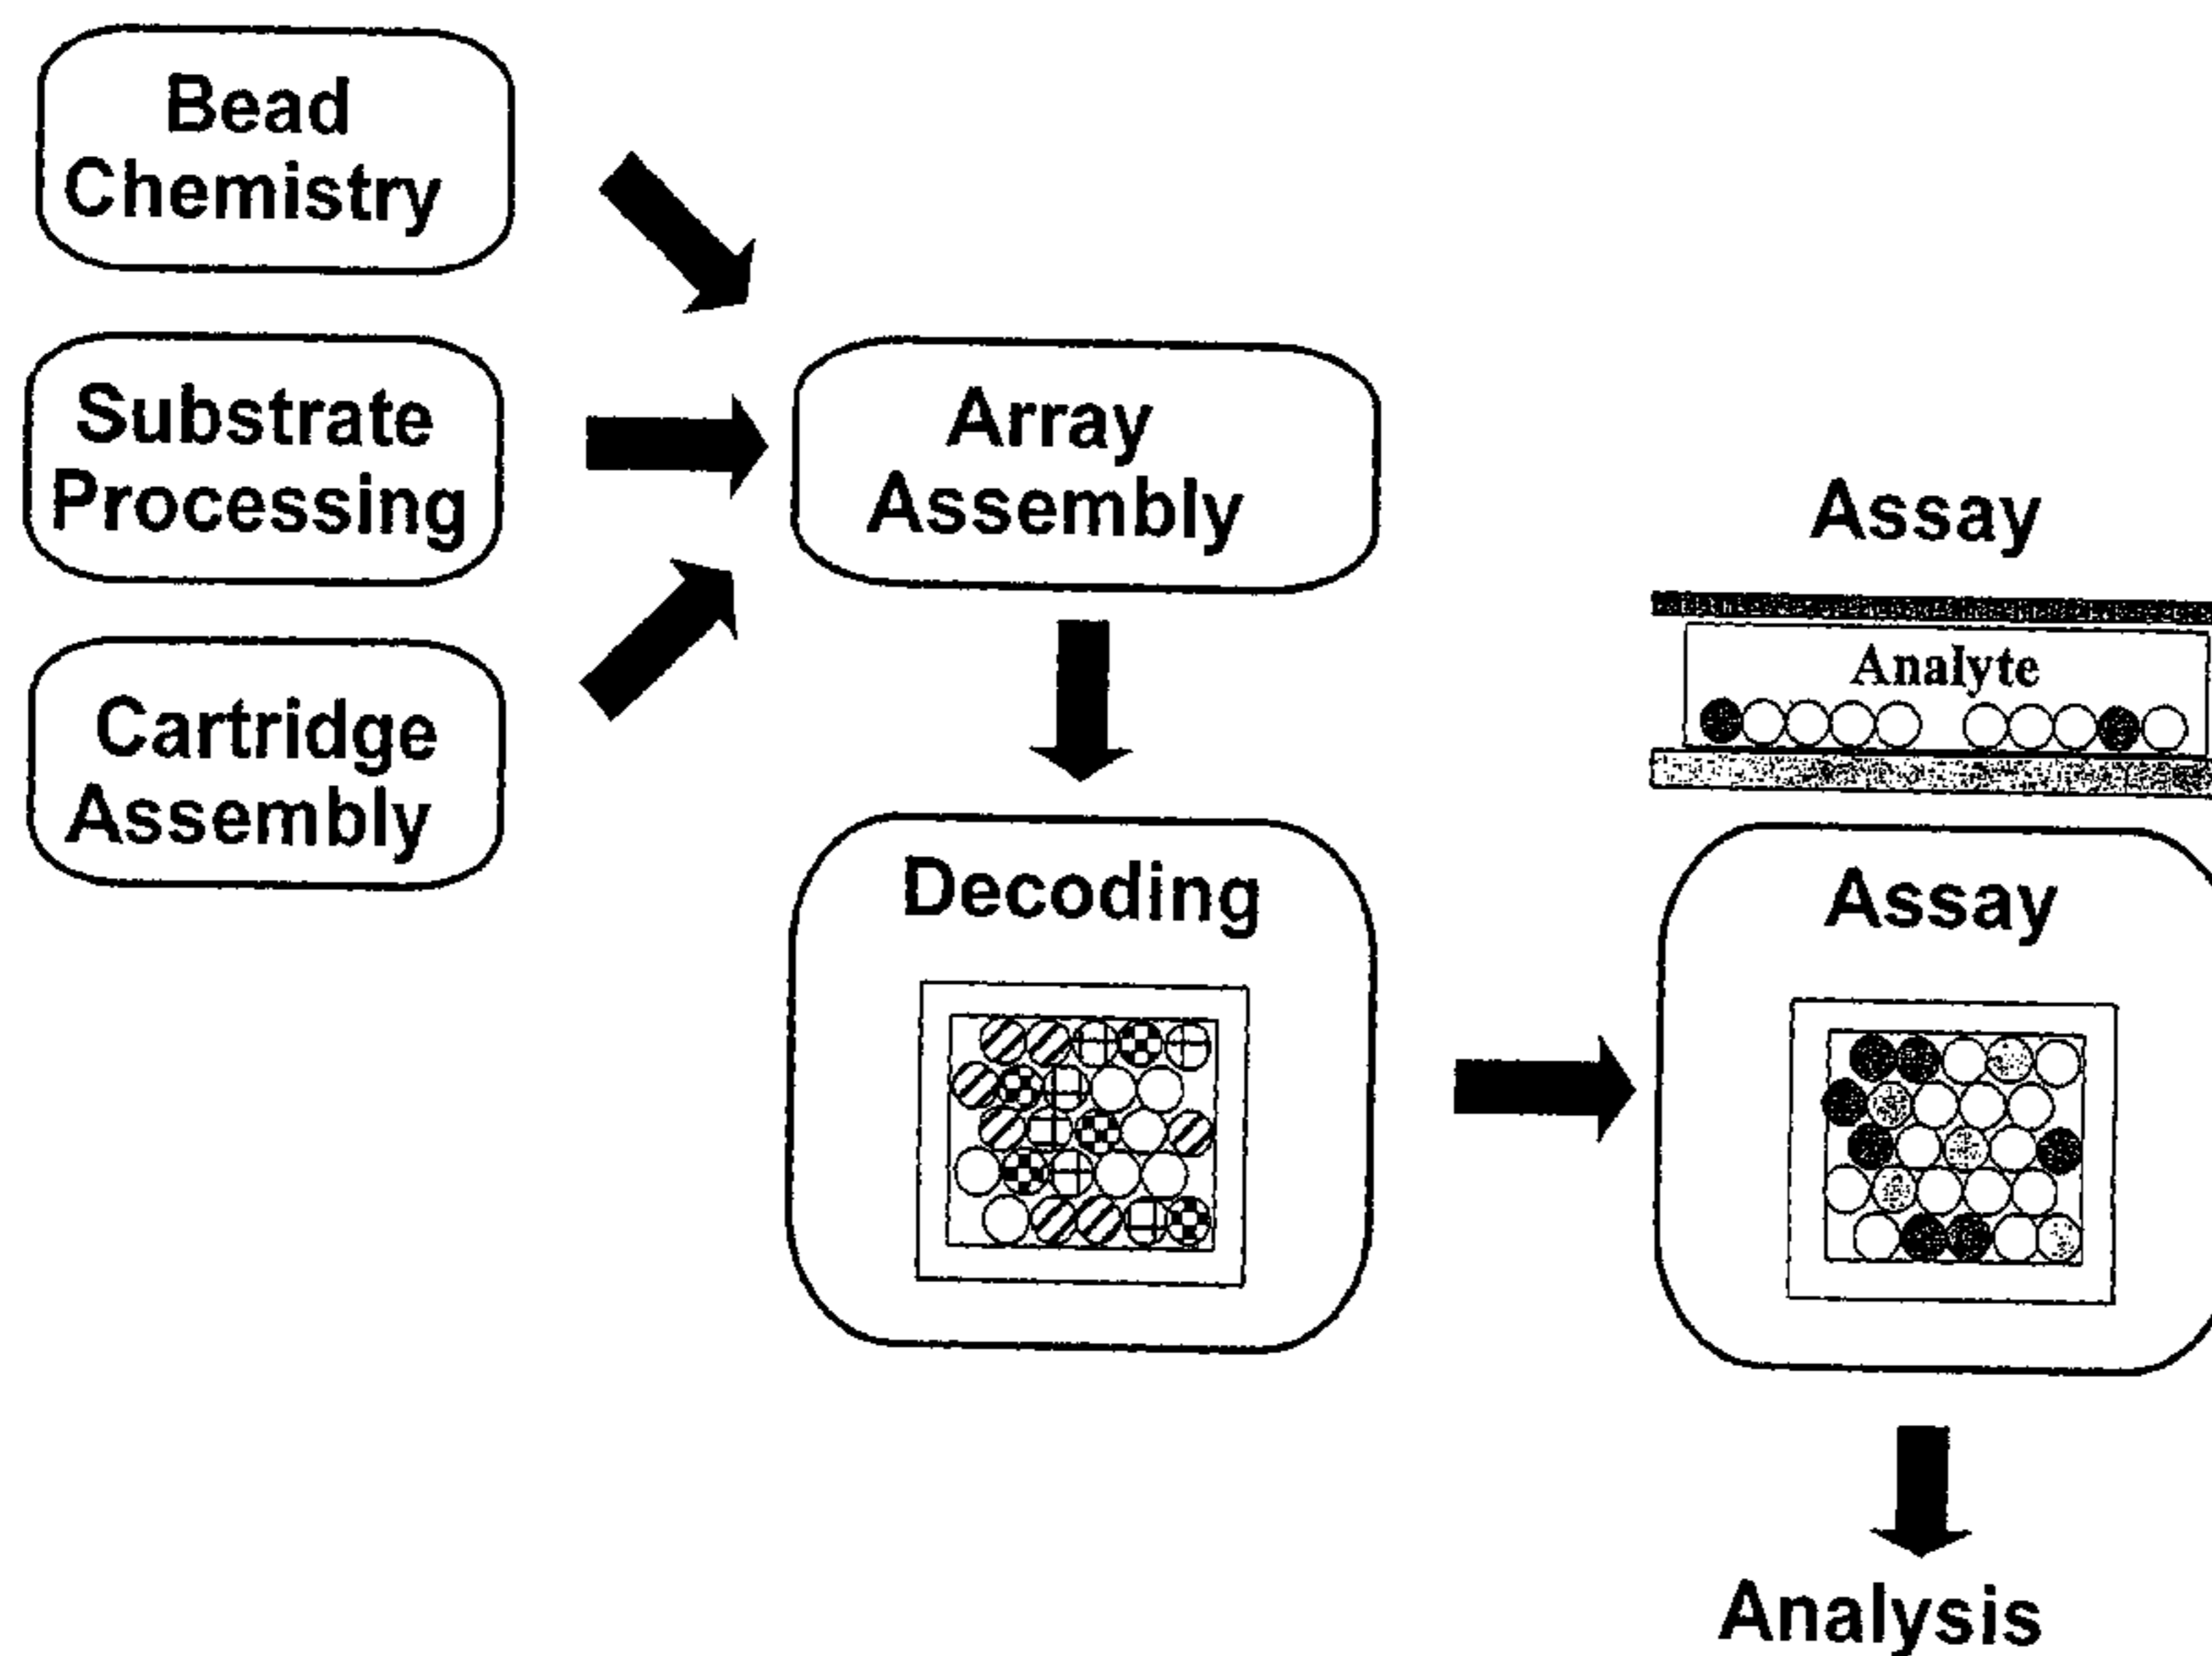 Bead
Chemistry
Substrate
Processing
Cartridge
Assembly
Array
Assembly
Decoding
Assay
Analyte
Assay
Analysis